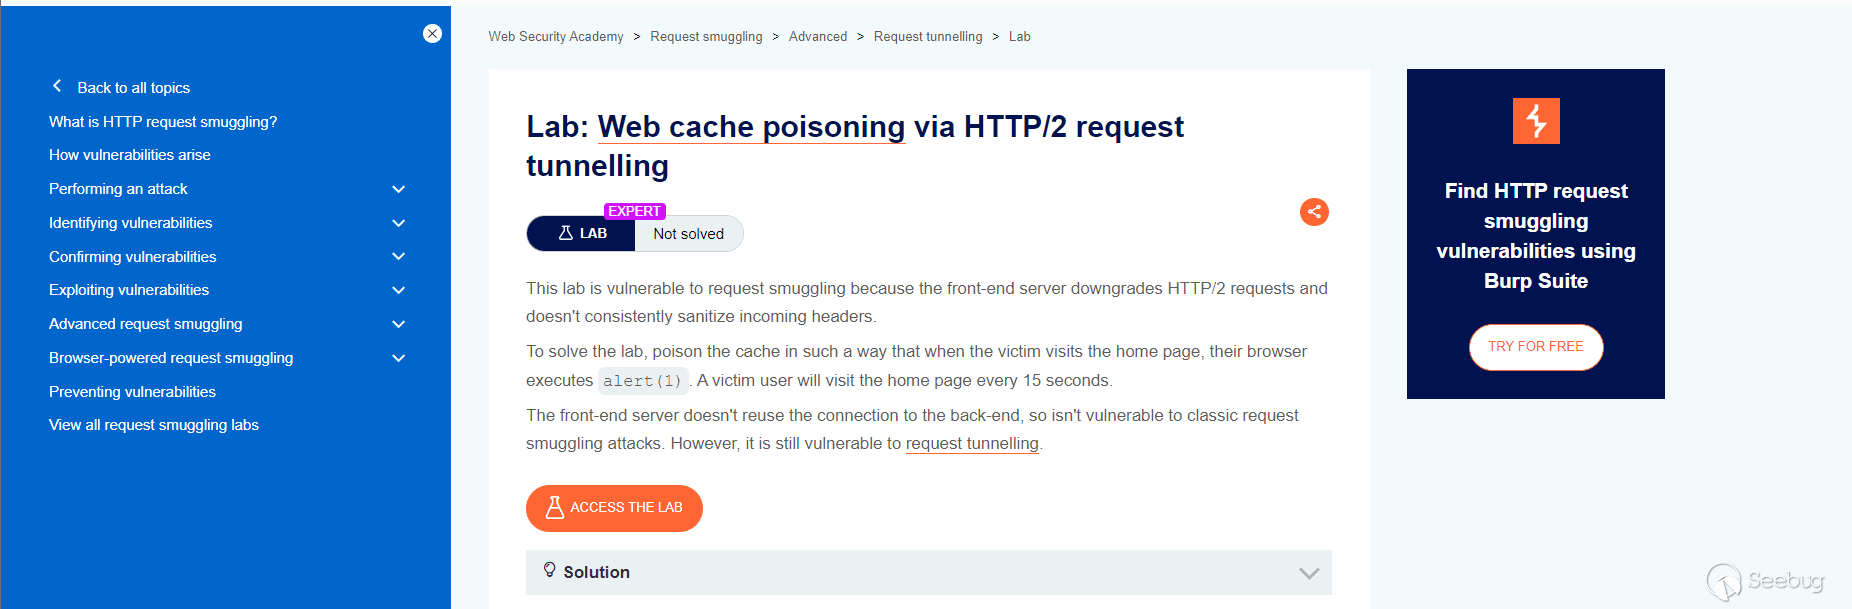 Back to all topics
What is HTTP request smuggling?
How vulnerabilities arise
Performing an attack
Identifying vulnerabilities
Confirming vulnerabilities
Exploiting vulnerabilities
Advanced request smuggling
Browser-powered request smuggling
Preventing vulnerabilities
View all request smuggling labs
Web Security Academy > Request smuggling > Advanced > Request tunnelling > Lab
Lab: Web cache poisoning via HTTP/2 request
tunnelling
EXPERT
LAB Not solved
This lab is vulnerable to request smuggling because the front-end server downgrades HTTP/2 requests and
doesn't consistently sanitize incoming headers.
To solve the lab, poison the cache in such a way that when the victim visits the home page, their browser
executes alert(1). A victim user will visit the home page every 15 seconds.
The front-end server doesn't reuse the connection to the back-end, so isn't vulnerable to classic request
smuggling attacks. However, it is still vulnerable to request tunnelling.
ACCESS THE LAB
Solution
Find HTTP request
smuggling
vulnerabilities using
Burp Suite
TRY FOR FREE
Seebug